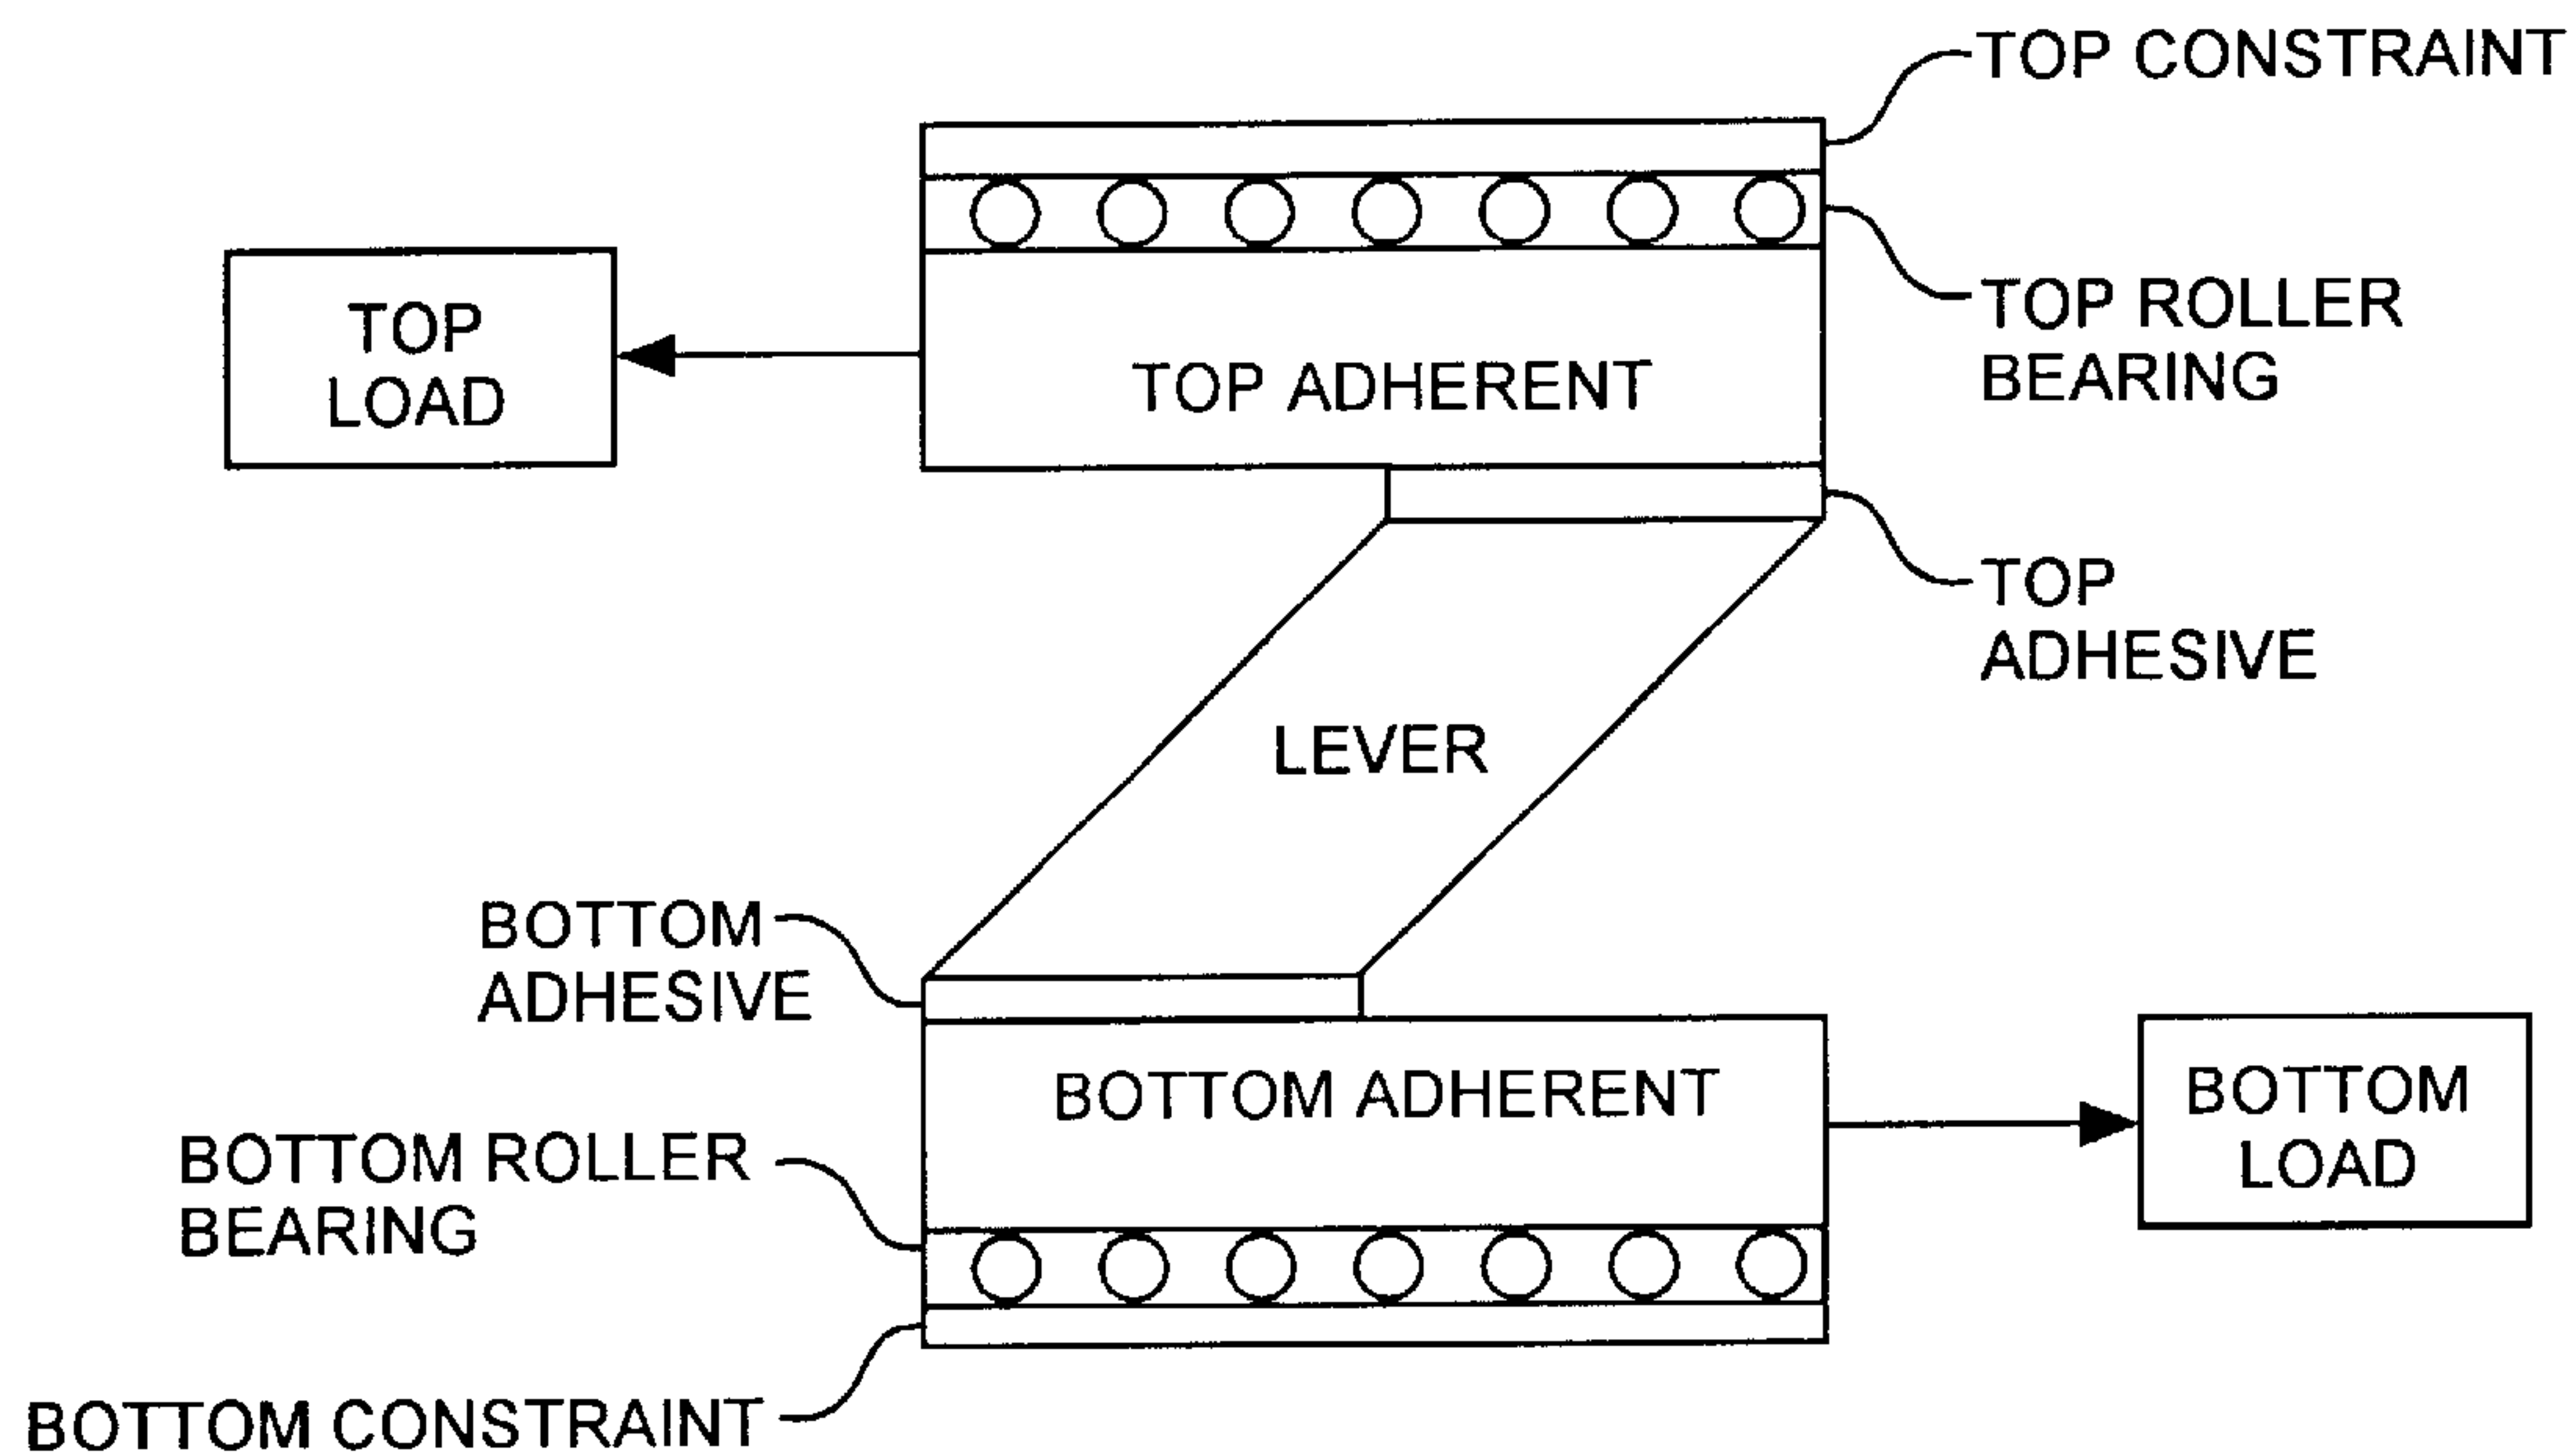 TOP CONSTRAINT
TOP ROLLER
BEARING
TOP
LOAD
TOP ADHERENT
TOP
ADHESIVE
LEVER
BOTTOM
ADHESIVE
BOTTOM ADHERENT
BOTTOM
LOAD
BOTTOM ROLLER
BEARING
BOTTOM CONSTRAINT